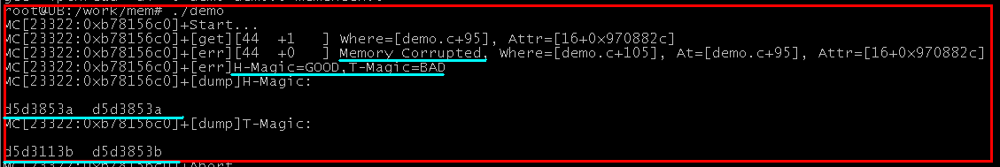 root@UB:/work/mem# ./demo
MC[23322:0xb78156c0]+Start...
MC[23322:0xb78156c0]+[get][44  +1   ] Where=[demo.c+95], Attr=[16+0x970882c]
MC[23322:0xb78156c0]+[err][44  +0   ] Memory Corrupted, Where=[demo.c+105], At=[demo.c+95], Attr=[16+0x970882c]
MC[23322:0xb78156c0]+[err]H-Magic=GOOD,T-Magic=BAD
MC[23322:0xb78156c0]+[dump]H-Magic:
d5d3853a  d5d3853a
MC[23322:0xb78156c0]+[dump]T-Magic:
d5d3113b  d5d3853b
MC[23322:0xb78156c0]+Abort